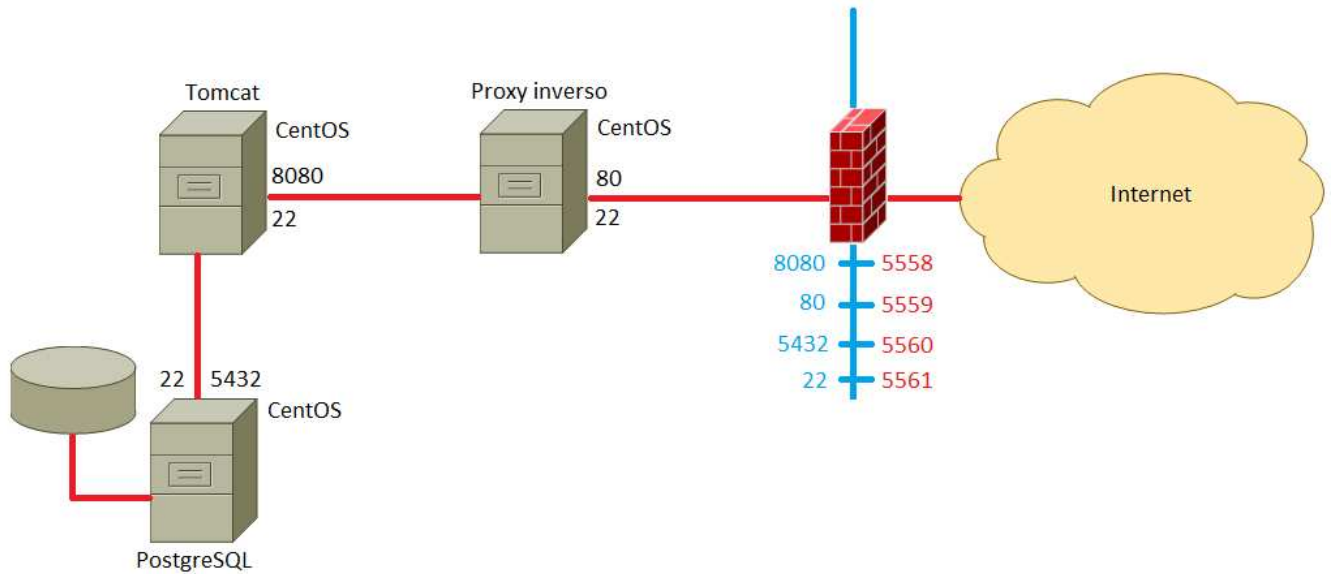 Tomcat
CentOS
8080
22
Proxy inverso
CentOS
80
22
Internet
8080 5558
80 5559
5432 5560
22 5561
22 5432
CentOS
PostgreSQL